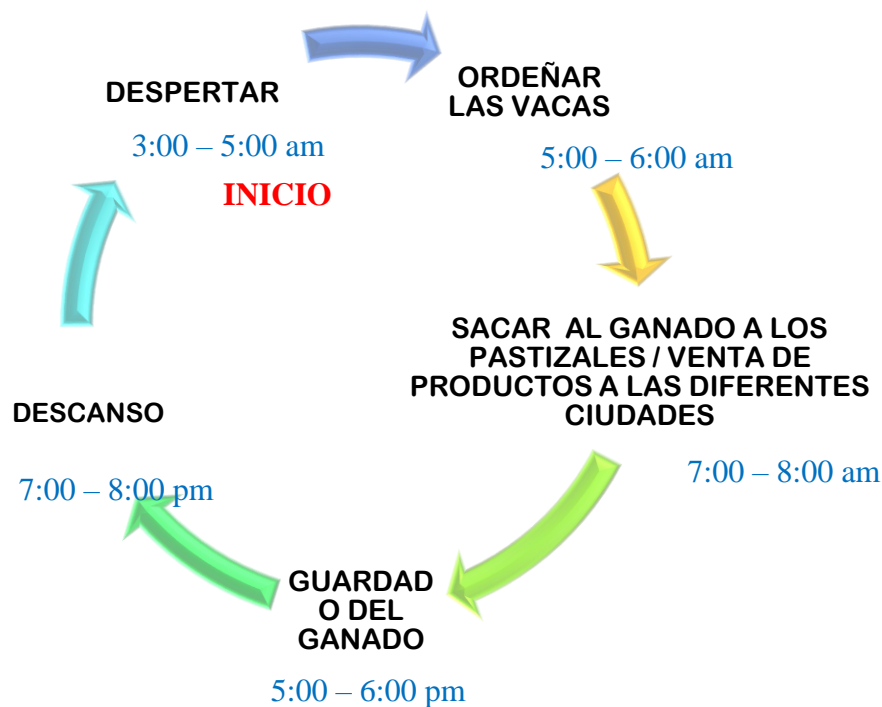 DESPERTAR
3:00 – 5:00 am
INICIO
ORDEÑAR
LAS VACAS
5:00 – 6:00 am
SACAR AL GANADO A LOS
PASTIZALES / VENTA DE
PRODUCTOS A LAS DIFERENTES
CIUDADES
7:00 – 8:00 am
GUARDAD
O DEL
GANADO
5:00 – 6:00 pm
DESCANSO
7:00 – 8:00 pm